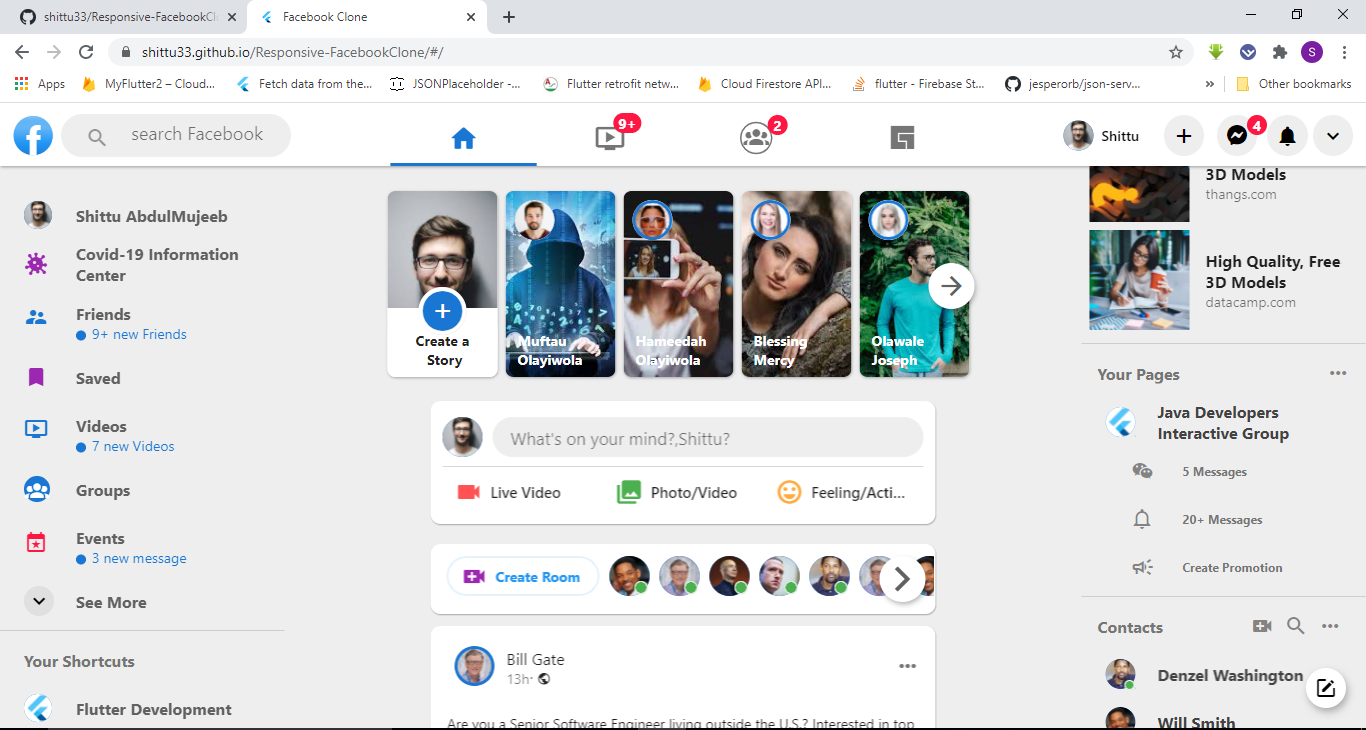 shittu33/Responsive-FacebookCl
Facebook Clone
shittu33.github.io/Responsive-FacebookClone/#/
S
Apps
MyFlutter2 – Cloud...
Fetch data from the...
JSONPlaceholder -...
Flutter retrofit netw...
Cloud Firestore API...
flutter - Firebase St...
jesperorb/json-serv...
»
Other bookmarks
search Facebook
9+
2
Shittu
4
Shittu AbdulMujeeb
Covid-19 Information
Center
Friends
9+ new Friends
Saved
Videos
7 new Videos
Groups
Events
3 new message
See More
Your Shortcuts
Flutter Development
Create a
Story
Muftau
Olayiwola
Hameedah
Olayiwola
Blessing
Mercy
Olawale
Joseph
What's on your mind?,Shittu?
Live Video
Photo/Video
Feeling/Acti...
Create Room
Bill Gate
13h·
Are you a Senior Software Engineer living outside the U.S.? Interested in top
3D Models
thangs.com
High Quality, Free
3D Models
datacamp.com
Your Pages
Java Developers
Interactive Group
5 Messages
20+ Messages
Create Promotion
Contacts
Denzel Washington
Will Smith